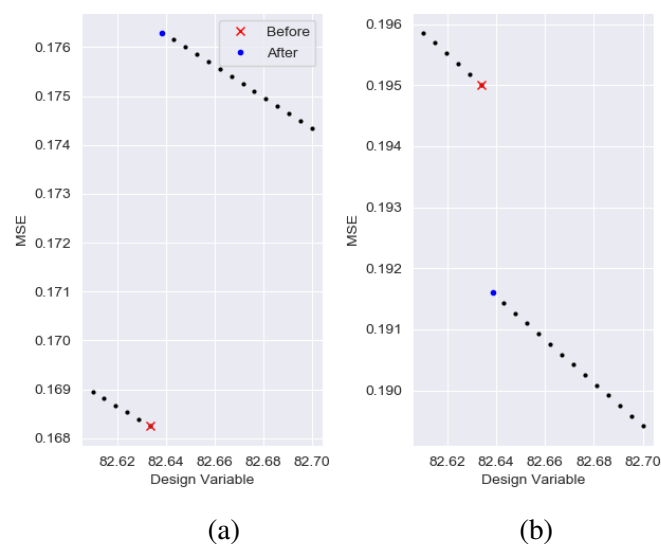 Before
After
0.176
0.175
0.174
0.173
0.172
0.171
0.170
0.169
0.168
MSE
82.62 82.64 82.66 82.68 82.70
Design Variable
(a)
0.196
0.195
0.194
0.193
0.192
0.191
0.190
MSE
82.62 82.64 82.66 82.68 82.70
Design Variable
(b)